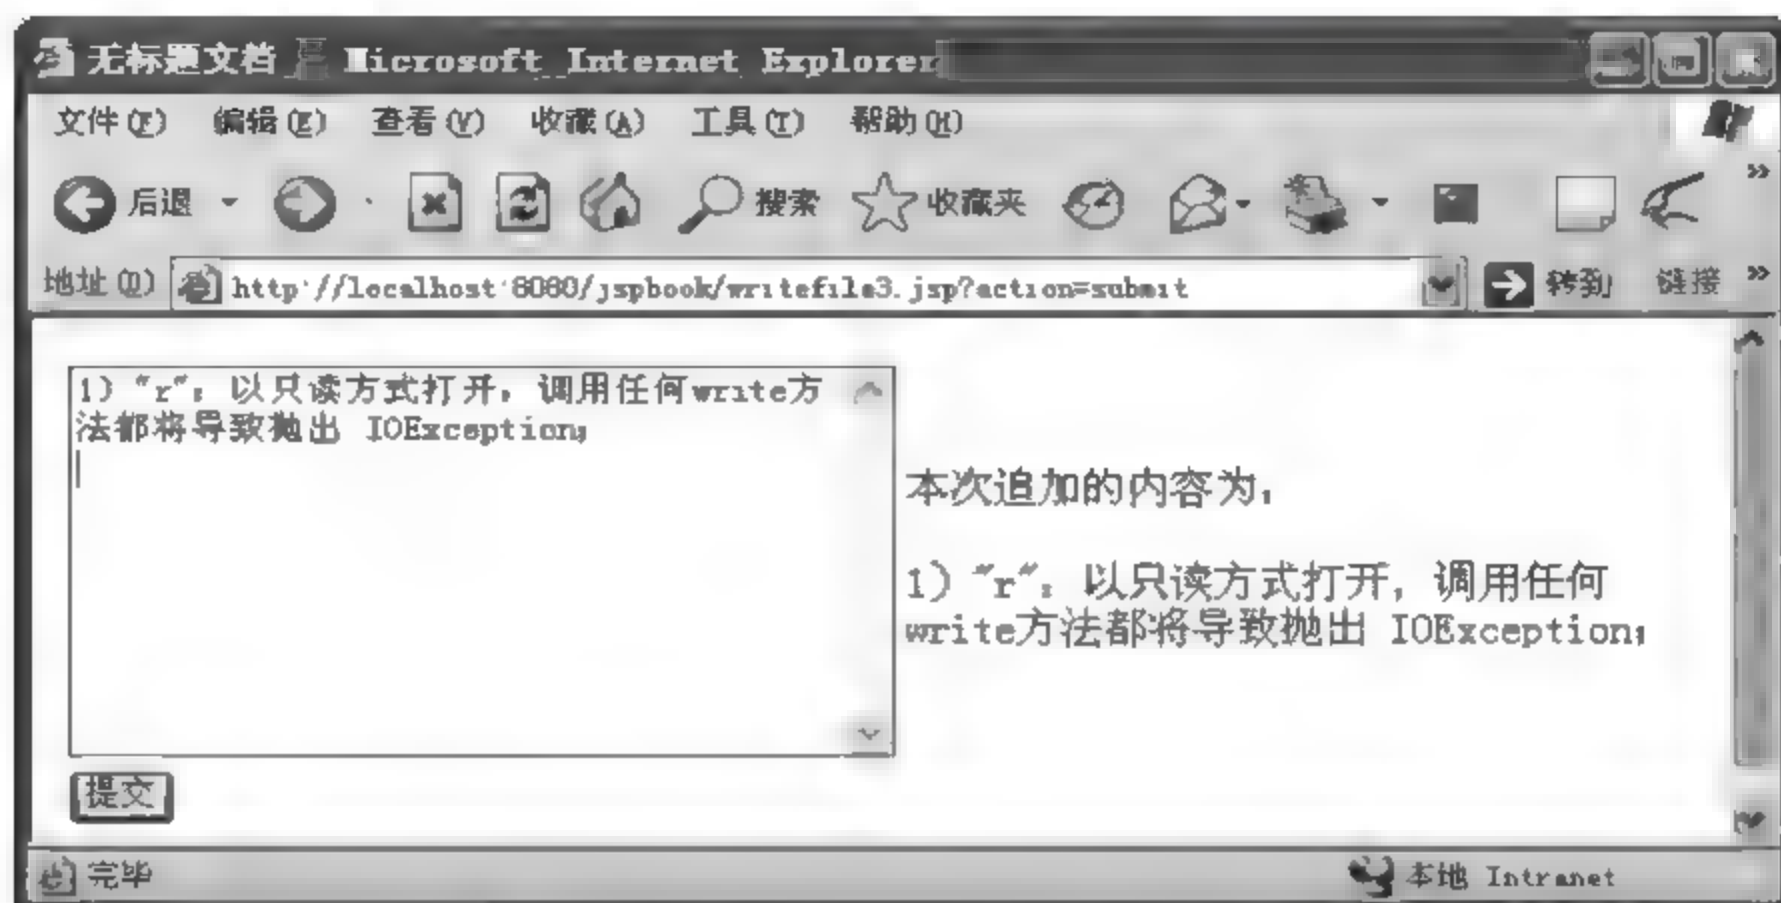 无标题文档 - Microsoft Internet Explorer
文件(F) 编辑(E) 查看(V) 收藏(A) 工具(T) 帮助(H)
后退 搜索 收藏夹 »
地址(D) http://localhost:8080/jspbook/writefile3.jsp?action=submit 转到 链接 »
1) "r": 以只读方式打开, 调用任何write方
法都将导致抛出 IOException;
本次追加的内容为:
1) "r": 以只读方式打开, 调用任何
write方法都将导致抛出 IOException;
提交
完毕 本地 Intranet